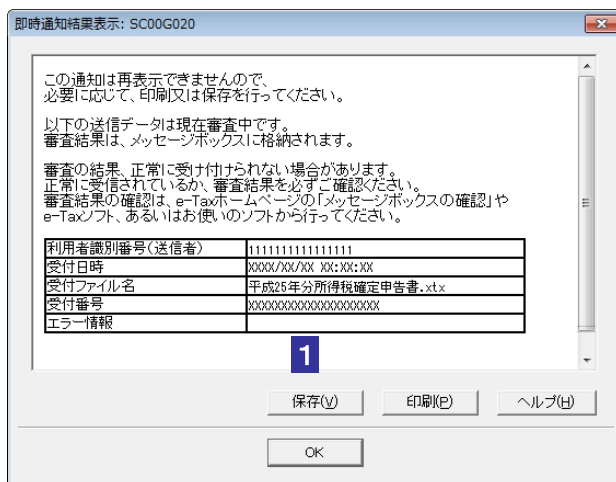 即時通知結果表示: SC00G020
この通知は再表示できませんので、
必要に応じて、印刷又は保存を行ってください。
以下の送信データは現在審査中です。
審査結果は、メッセージボックスに格納されます。
審査の結果、正常に受け付けられない場合があります。
正常に受信されているか、審査結果を必ずご確認ください。
審査結果の確認は、e-Taxホームページの「メッセージボックスの確認」や
e-Taxソフト、あるいはお使いのソフトから行ってください。
利用者識別番号(送信者) 1111111111111111
受付日時 XXXX/XX/XX XX:XX:XX
受付ファイル名 平成25年分所得税確定申告書.xtx
受付番号 XXXXXXXXXXXXXXXXXXXX
エラー情報
1
保存(V) 印刷(P) ヘルプ(H)
OK